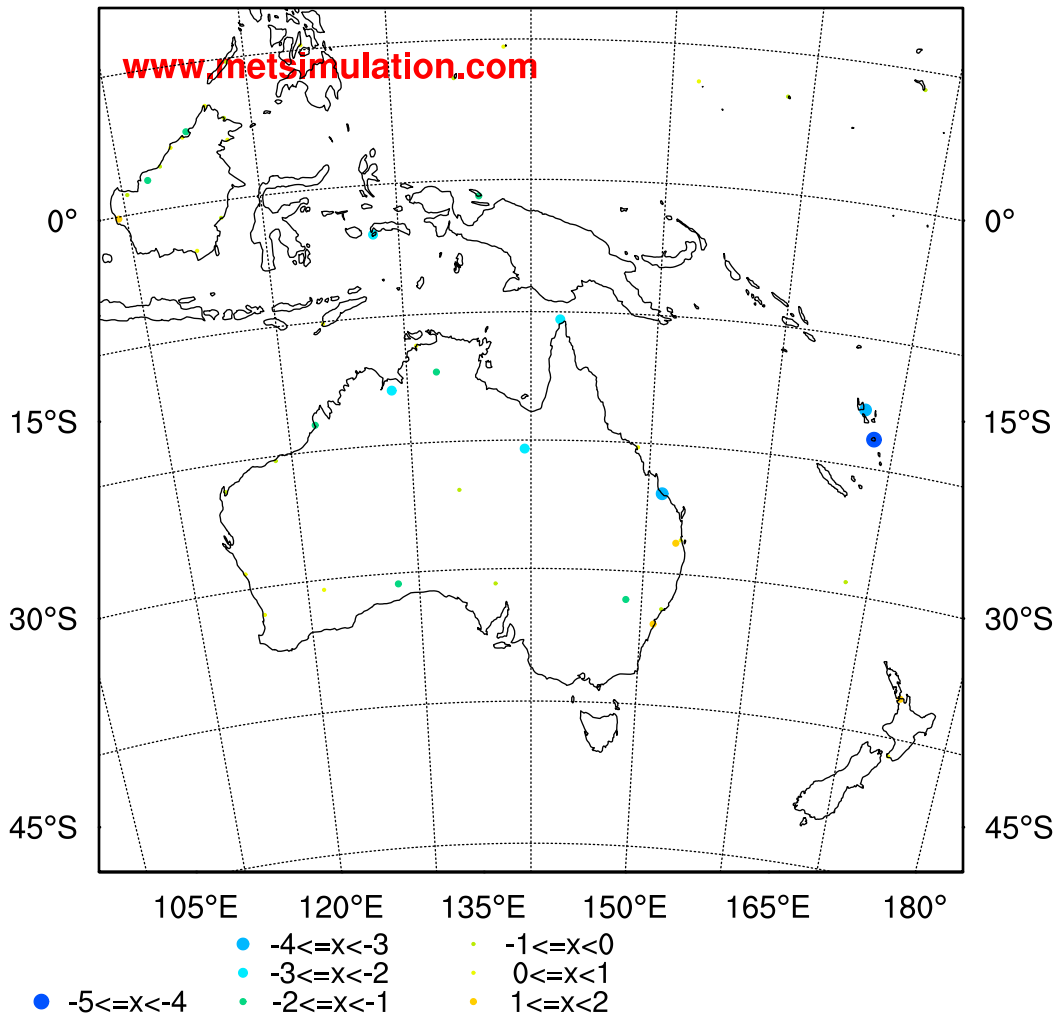 www.metsimulation.com
0° 0°
15°S 15°S
30°S 30°S
45°S 45°S
105°E 120°E 135°E 150°E 165°E 180°
-4<=x<-3 -1<=x<0
-3<=x<-2 0<=x<1
-5<=x<-4 -2<=x<-1 1<=x<2